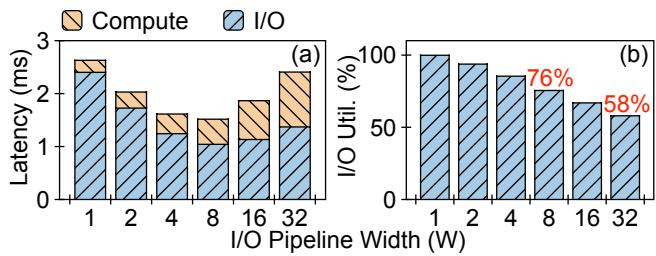 Compute I/O
(a)
Latency (ms)
3
2
1
0
1 2 4 8 16 32
(b)
I/O Util. (%)
100
50
0
76%
58%
1 2 4 8 16 32
I/O Pipeline Width (W)